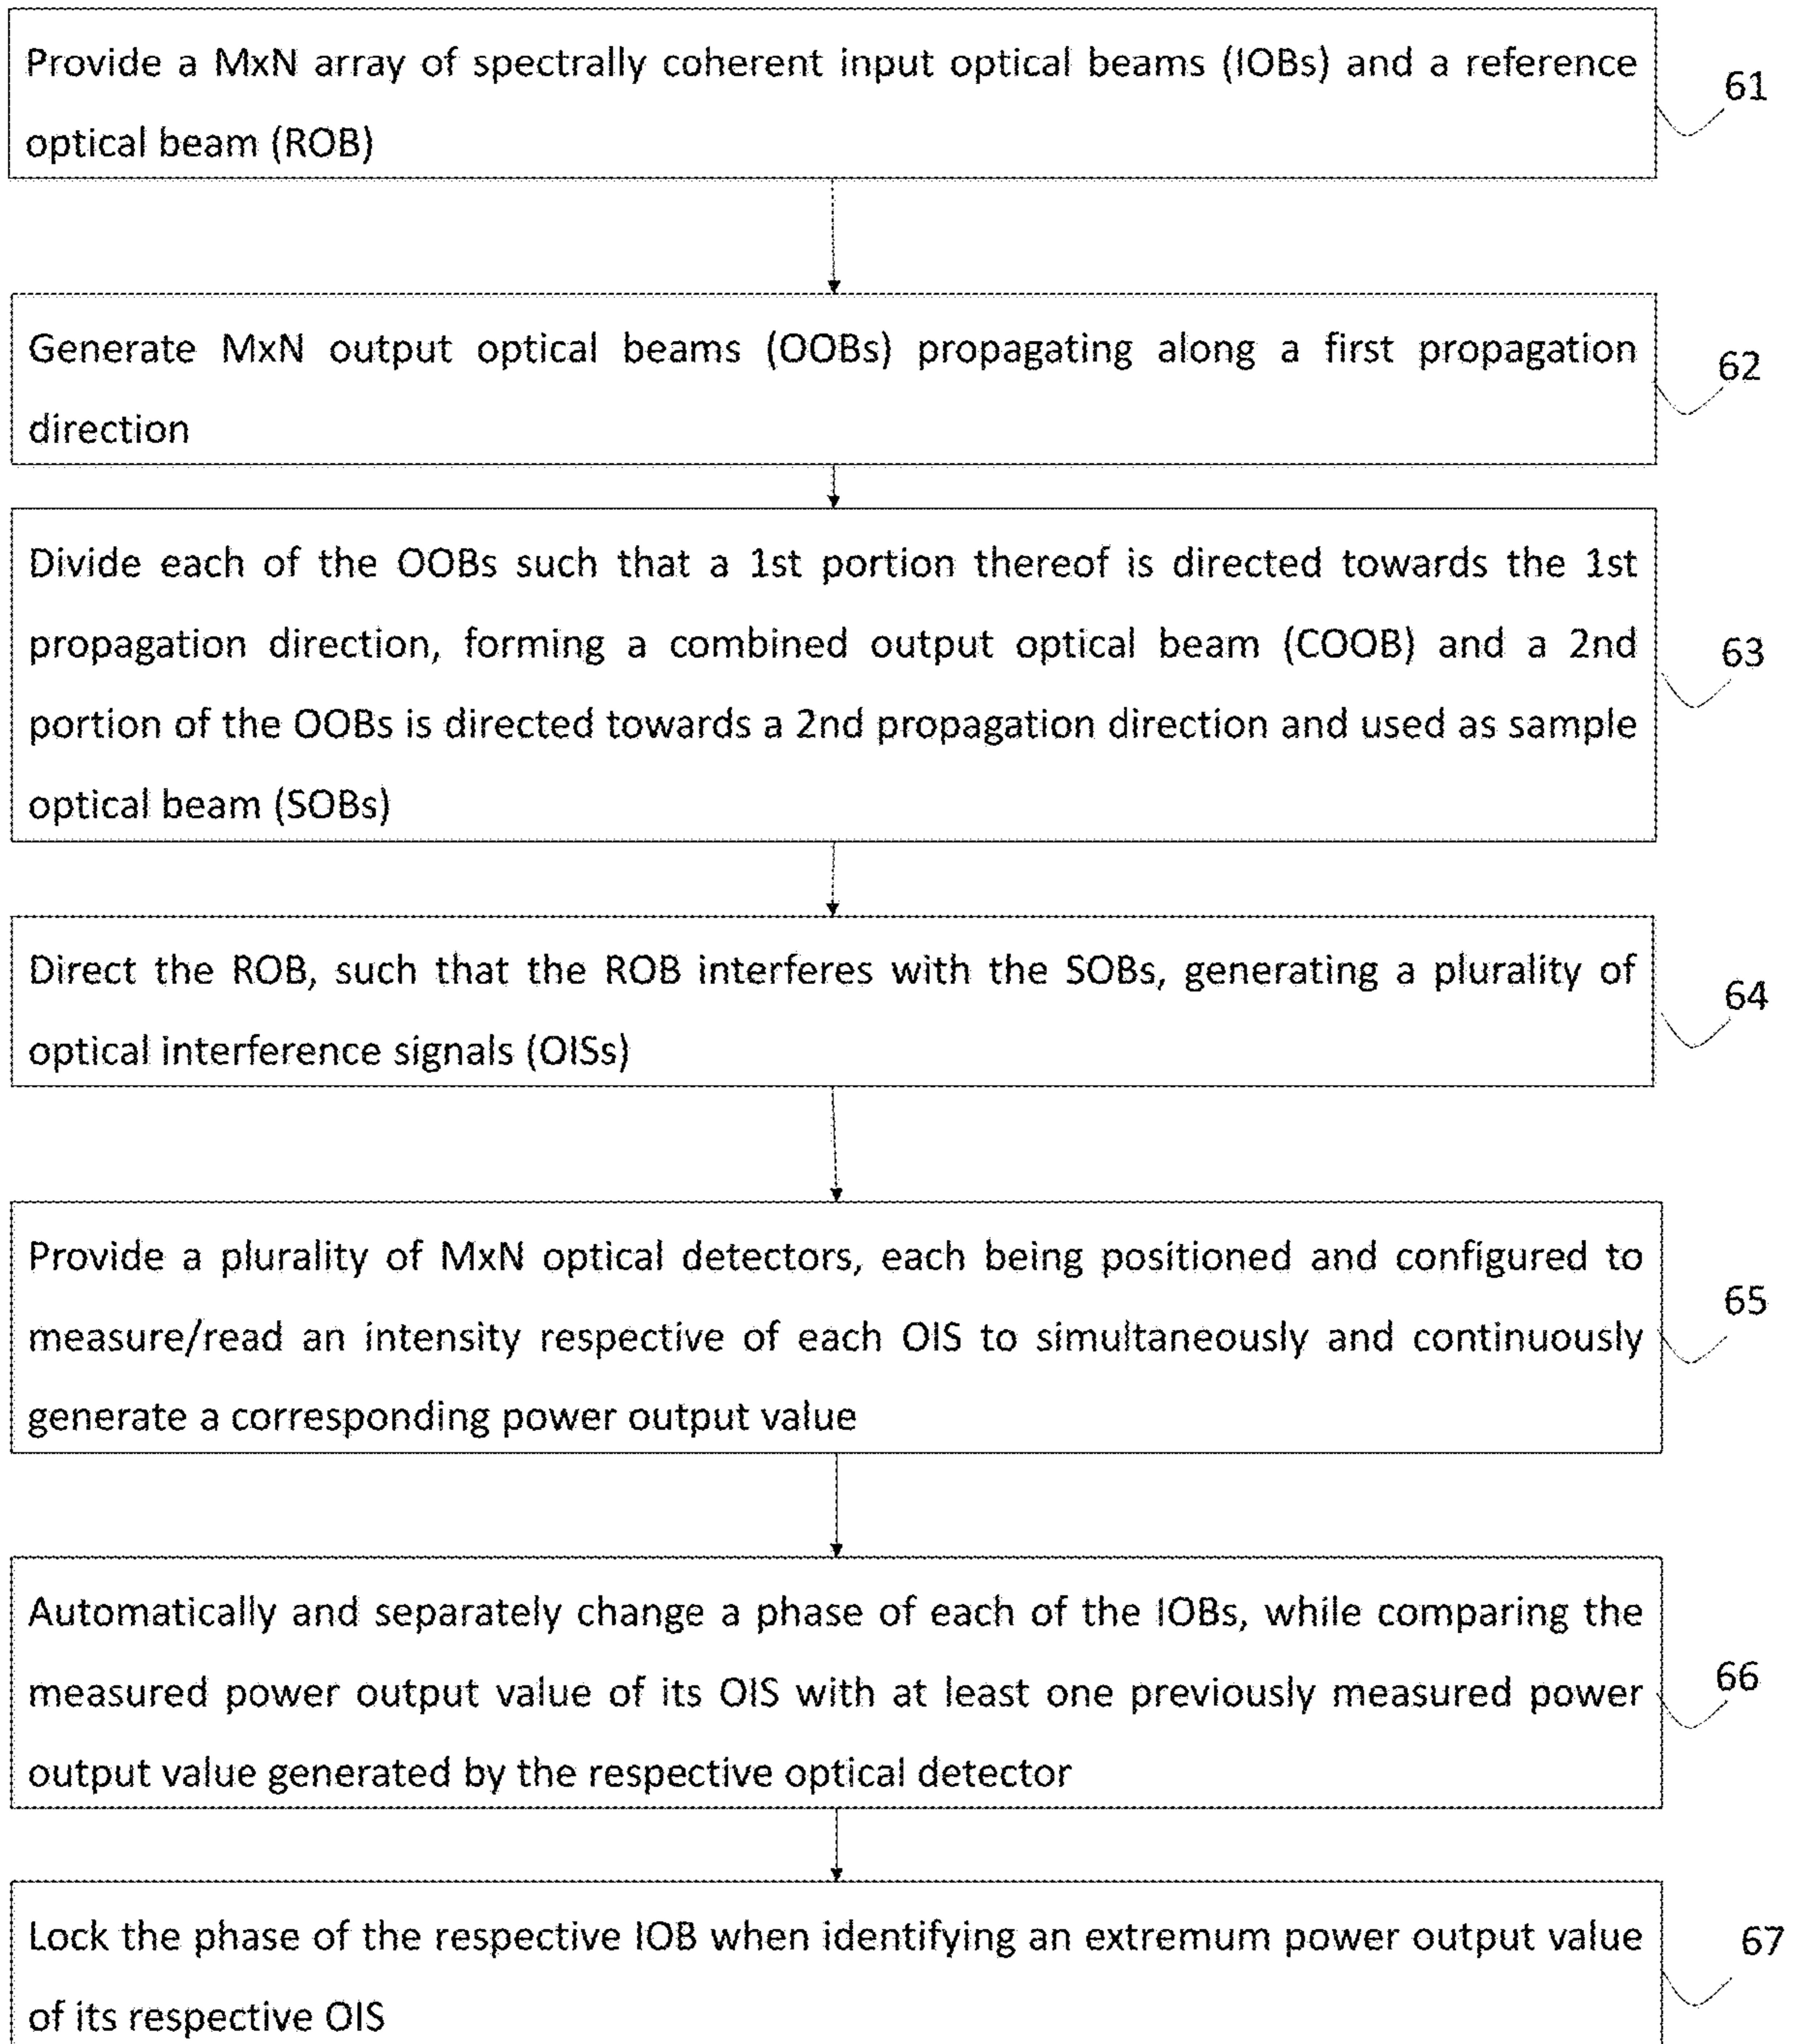 Provide a MxN array of spectrally coherent input optical beams (IOBs) and a reference
optical beam (ROB)
61
Generate MxN output optical beams (OOBs) propagating along a first propagation
direction
62
Divide each of the OOBs such that a 1st portion thereof is directed towards the 1st
propagation direction, forming a combined output optical beam (COOB) and a 2nd
portion of the OOBs is directed towards a 2nd propagation direction and used as sample
optical beam (SOBs)
63
Direct the ROB, such that the ROB interferes with the SOBs, generating a plurality of
optical interference signals (OISs)
64
Provide a plurality of MxN optical detectors, each being positioned and configured to
measure/read an intensity respective of each OIS to simultaneously and continuously
generate a corresponding power output value
65
Automatically and separately change a phase of each of the IOBs, while comparing the
measured power output value of its OIS with at least one previously measured power
output value generated by the respective optical detector
66
Lock the phase of the respective IOB when identifying an extremum power output value
of its respective OIS
67